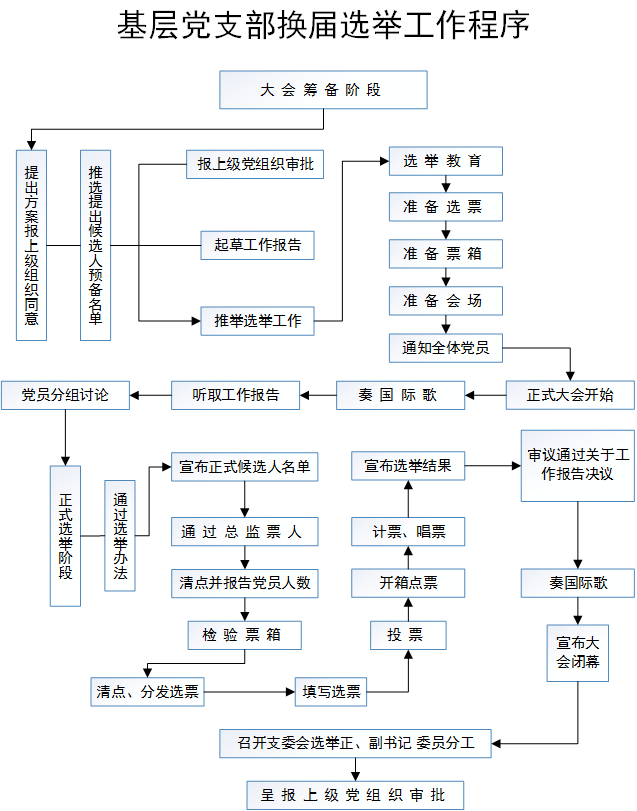 基层党支部换届选举工作程序
大会筹备阶段
提出方案报上级组织同意
推选提出候选人预备名单
报上级党组织审批
起草工作报告
推举选举工作
选举教育
准备选票
准备票箱
准备会场
通知全体党员
正式大会开始
奏国际歌
听取工作报告
党员分组讨论
正式选举阶段
通过选举办法
宣布正式候选人名单
通过总监票人
清点并报告党员人数
检验票箱
清点、分发选票
填写选票
投票
开箱点票
计票、唱票
宣布选举结果
审议通过关于工
作报告决议
奏国际歌
宣布大
会闭幕
召开支委会选举正、副书记 委员分工
呈报上级党组织审批